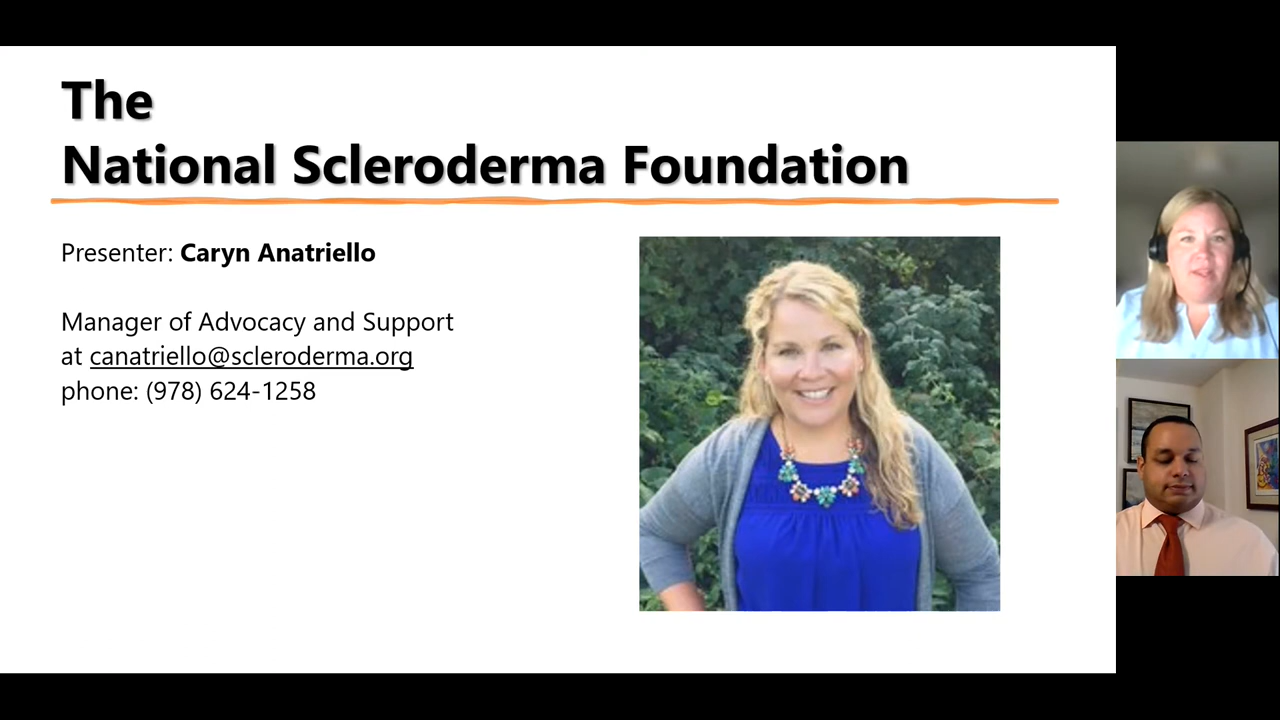 The
National Scleroderma Foundation
Presenter: Caryn Anatriello
Manager of Advocacy and Support
at canatriello@scleroderma.org
phone: (978) 624-1258